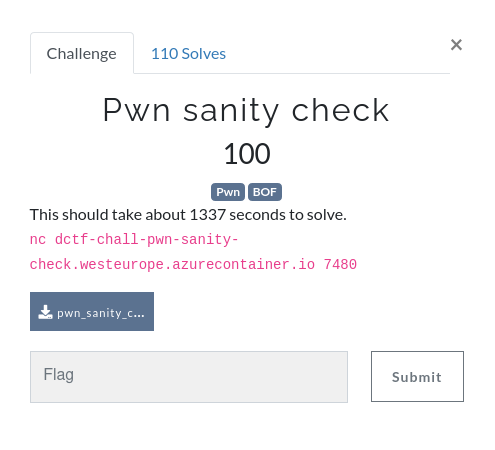 Challenge
110 Solves
×
Pwn sanity check
100
Pwn BOF
This should take about 1337 seconds to solve.
nc dctf-chall-pwn-sanity-
check.westeurope.azurecontainer.io 7480
pwn_sanity_c...
Flag
Submit